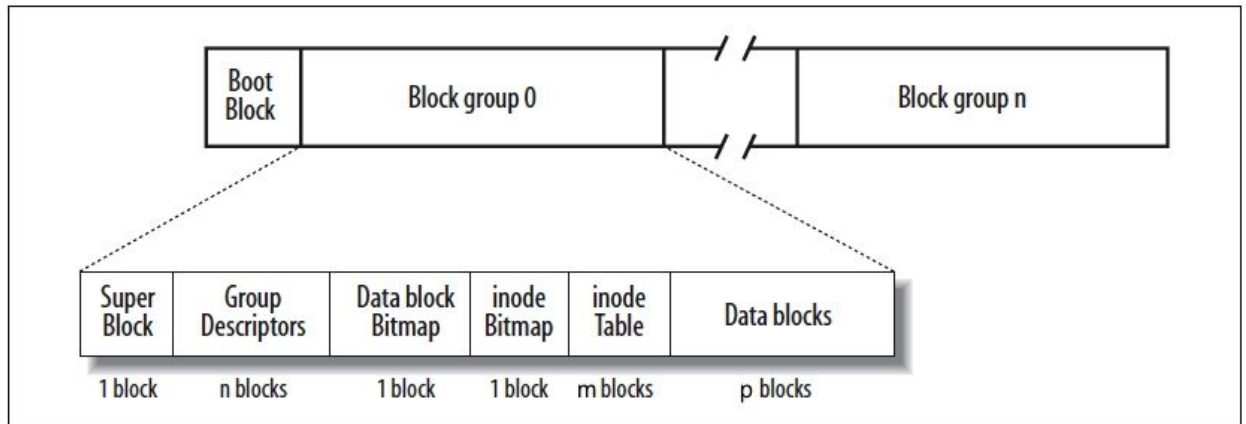 Boot
Block
Block group 0
Block group n
Super
Block
Group
Descriptors
Data block
Bitmap
inode
Bitmap
inode
Table
Data blocks
1 block
n blocks
1 block
1 block
m blocks
p blocks